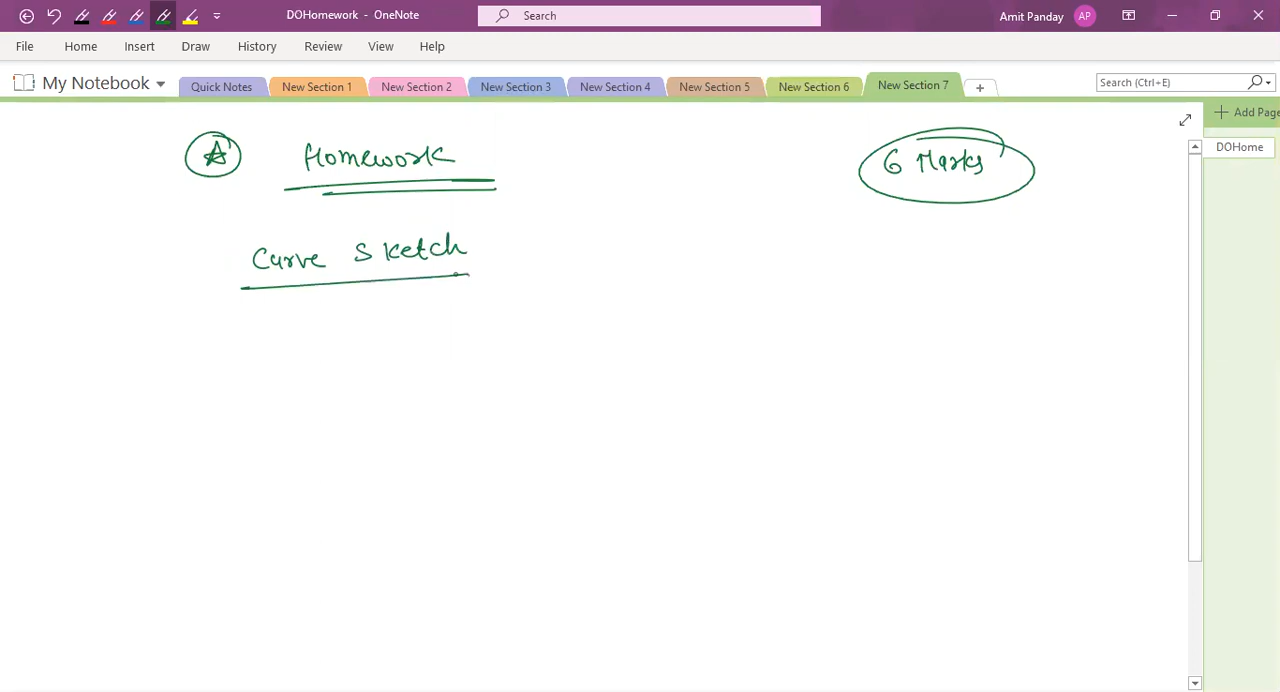 DOHomework - OneNote
Search
Amit Panday AP
File Home Insert Draw History Review View Help
My Notebook Quick Notes New Section 1 New Section 2 New Section 3 New Section 4 New Section 5 New Section 6 New Section 7 + Search (Ctrl+E)
Add Page
DOHome
Homework 6 Marks
Curve Sketch